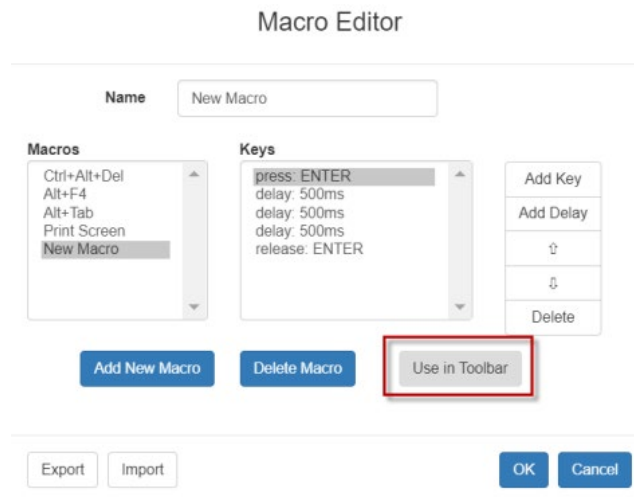 Macro Editor
Name New Macro
Macros Keys
Ctrl+Alt+Del
Alt+F4
Alt+Tab
Print Screen
New Macro
press: ENTER
delay: 500ms
delay: 500ms
delay: 500ms
release: ENTER
Add Key
Add Delay
⇧
⇩
Delete
Add New Macro Delete Macro Use in Toolbar
Export Import OK Cancel